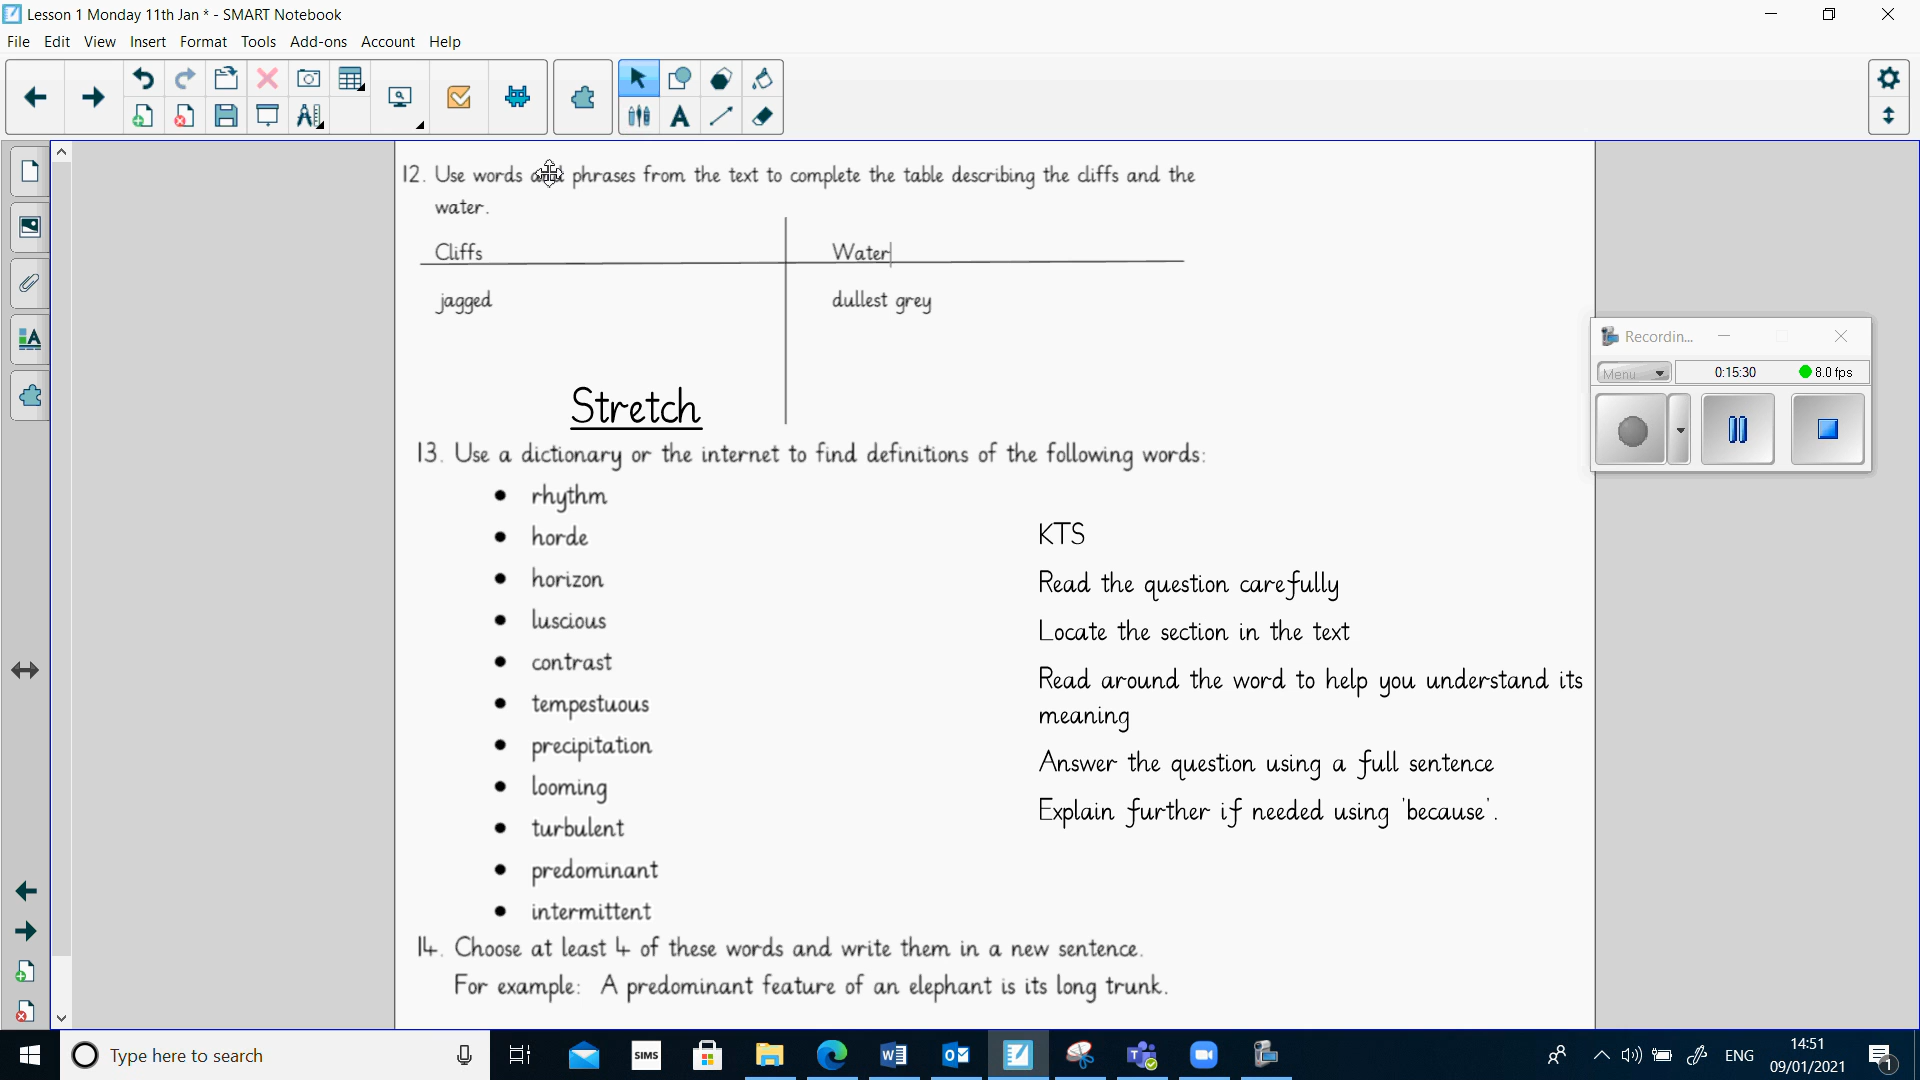 Lesson 1 Monday 11th Jan * - SMART Notebook
File Edit View Insert Format Tools Add-ons Account Help
12. Use words and phrases from the text to complete the table describing the cliffs and the
water.
Cliffs Water
jagged dullest grey
Stretch
13. Use a dictionary or the internet to find definitions of the following words:
• rhythm
• horde
• horizon
• luscious
• contrast
• tempestuous
• precipitation
• looming
• turbulent
• predominant
• intermittent
KTS
Read the question carefully
Locate the section in the text
Read around the word to help you understand its
meaning
Answer the question using a full sentence
Explain further if needed using 'because'.
14. Choose at least 4 of these words and write them in a new sentence.
For example: A predominant feature of an elephant is its long trunk.
Recordin...
Menu 0:15:30 8.0 fps
Type here to search
SIMS
ENG
14:51
09/01/2021
1